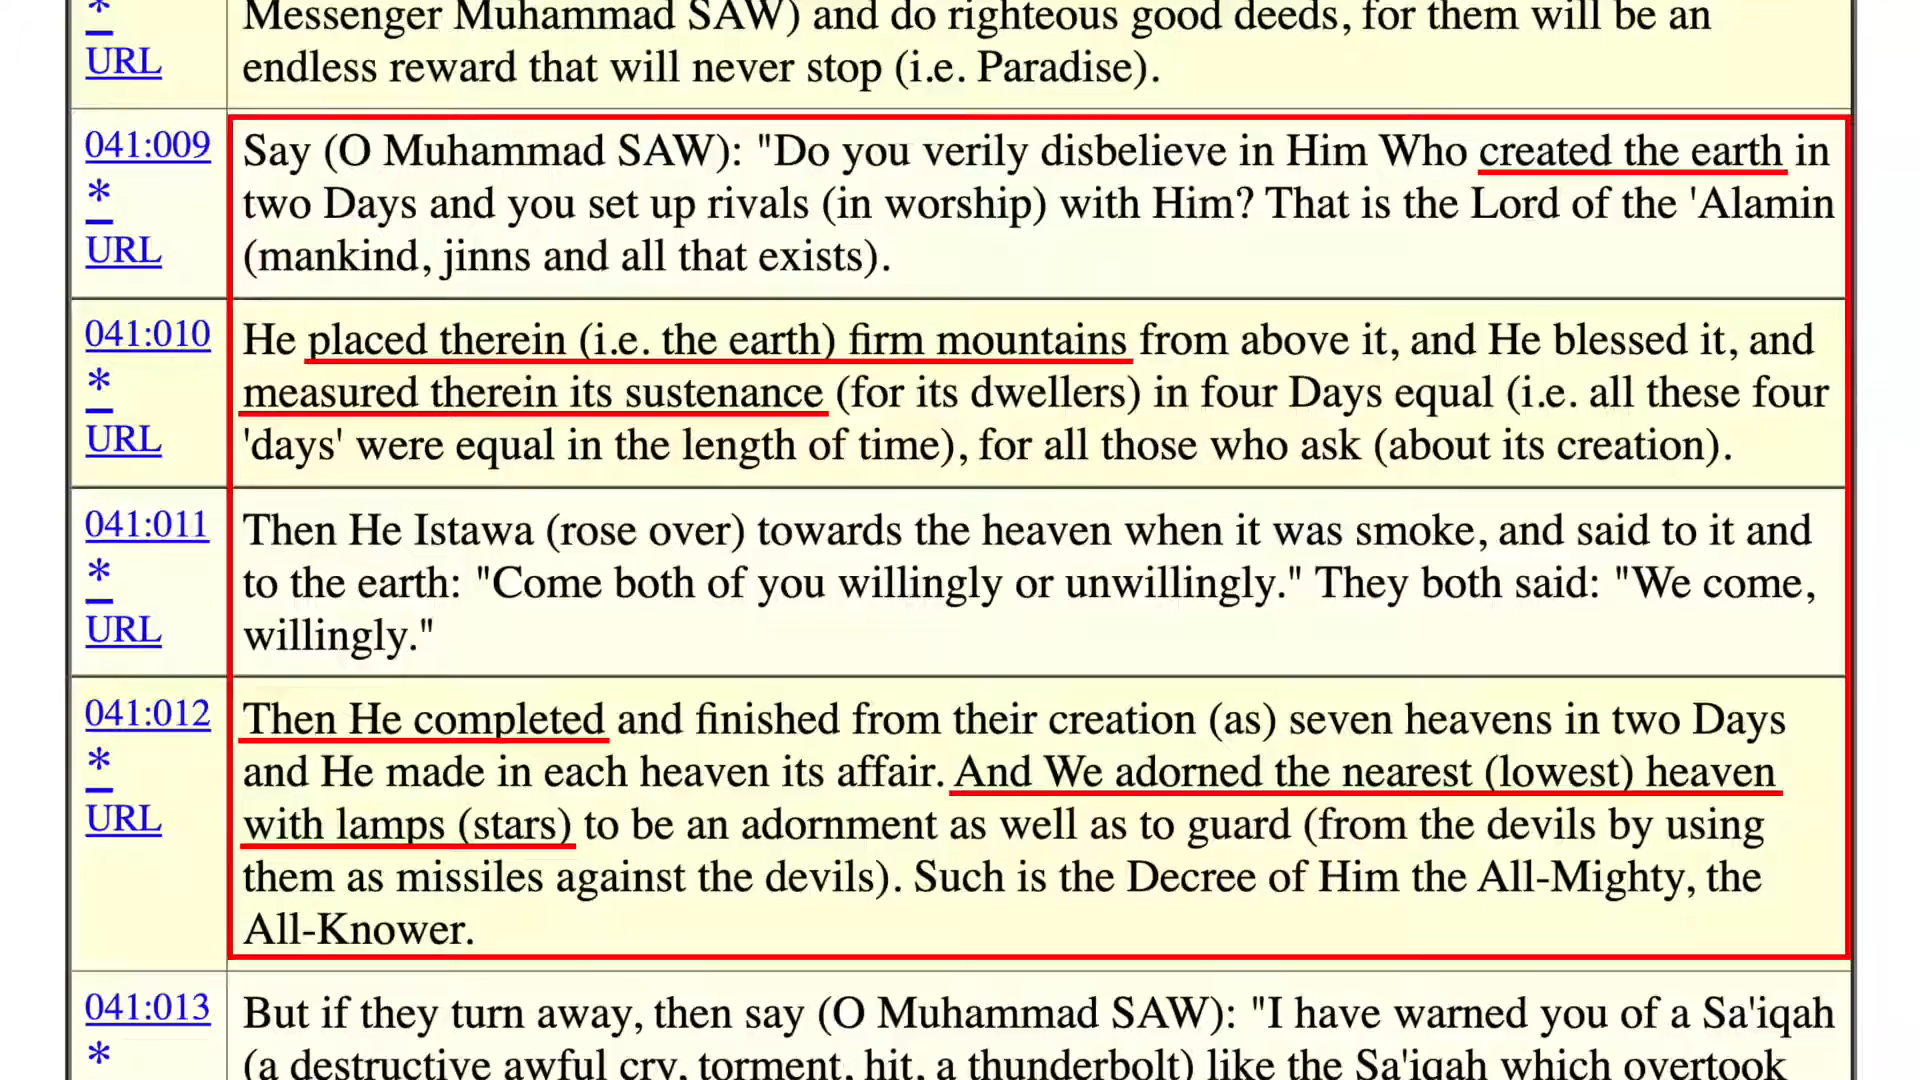 *
Messenger Muhammad SAW) and do righteous good deeds, for them will be an
URL
endless reward that will never stop (i.e. Paradise).
041:009
*
URL
Say (O Muhammad SAW): "Do you verily disbelieve in Him Who created the earth in
two Days and you set up rivals (in worship) with Him? That is the Lord of the 'Alamin
(mankind, jinns and all that exists).
041:010
*
URL
He placed therein (i.e. the earth) firm mountains from above it, and He blessed it, and
measured therein its sustenance (for its dwellers) in four Days equal (i.e. all these four
'days' were equal in the length of time), for all those who ask (about its creation).
041:011
*
URL
Then He Istawa (rose over) towards the heaven when it was smoke, and said to it and
to the earth: "Come both of you willingly or unwillingly." They both said: "We come,
willingly."
041:012
*
URL
Then He completed and finished from their creation (as) seven heavens in two Days
and He made in each heaven its affair. And We adorned the nearest (lowest) heaven
with lamps (stars) to be an adornment as well as to guard (from the devils by using
them as missiles against the devils). Such is the Decree of Him the All-Mighty, the
All-Knower.
041:013
*
But if they turn away, then say (O Muhammad SAW): "I have warned you of a Sa'iqah
(a destructive awful cry, torment, hit, a thunderbolt) like the Sa'iqah which overtook